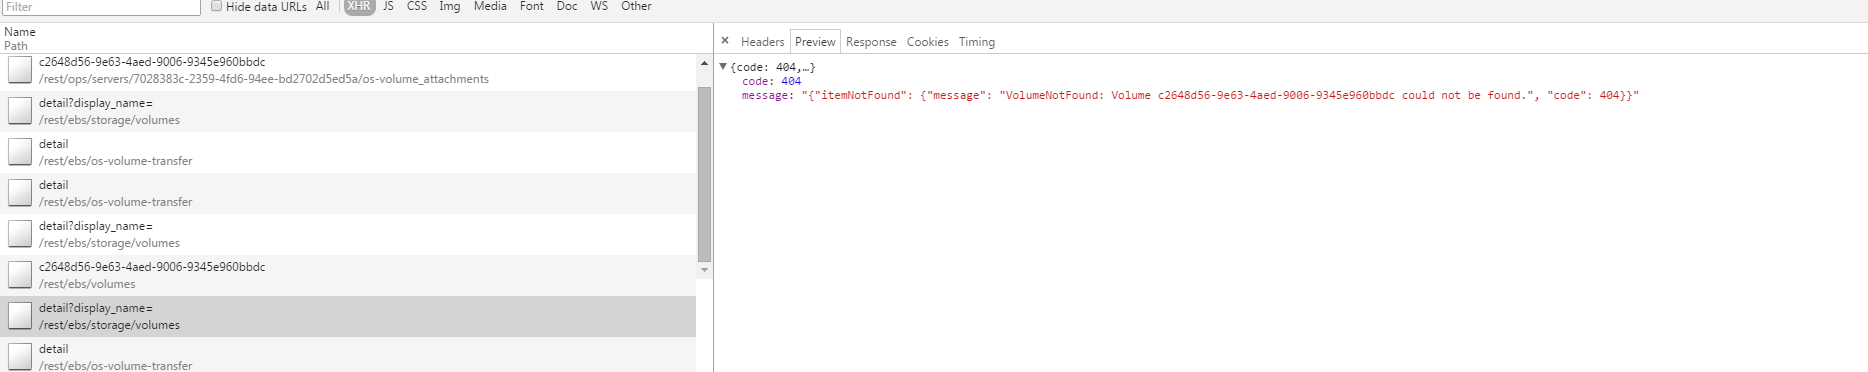 Filter Hide data URLs All XHR JS CSS Img Media Font Doc WS Other
Name
Path
c2648d56-9e63-4aed-9006-9345e960bbdc
/rest/ops/servers/7028383c-2359-4fd6-94ee-bd2702d5ed5a/os-volume_attachments
detail?display_name=
/rest/ebs/storage/volumes
detail
/rest/ebs/os-volume-transfer
detail
/rest/ebs/os-volume-transfer
detail?display_name=
/rest/ebs/storage/volumes
c2648d56-9e63-4aed-9006-9345e960bbdc
/rest/ebs/volumes
detail?display_name=
/rest/ebs/storage/volumes
detail
/rest/ebs/os-volume-transfer
× Headers Preview Response Cookies Timing
▼{code: 404,…}
code: 404
message: "{"itemNotFound": {"message": "VolumeNotFound: Volume c2648d56-9e63-4aed-9006-9345e960bbdc could not be found.", "code": 404}}"